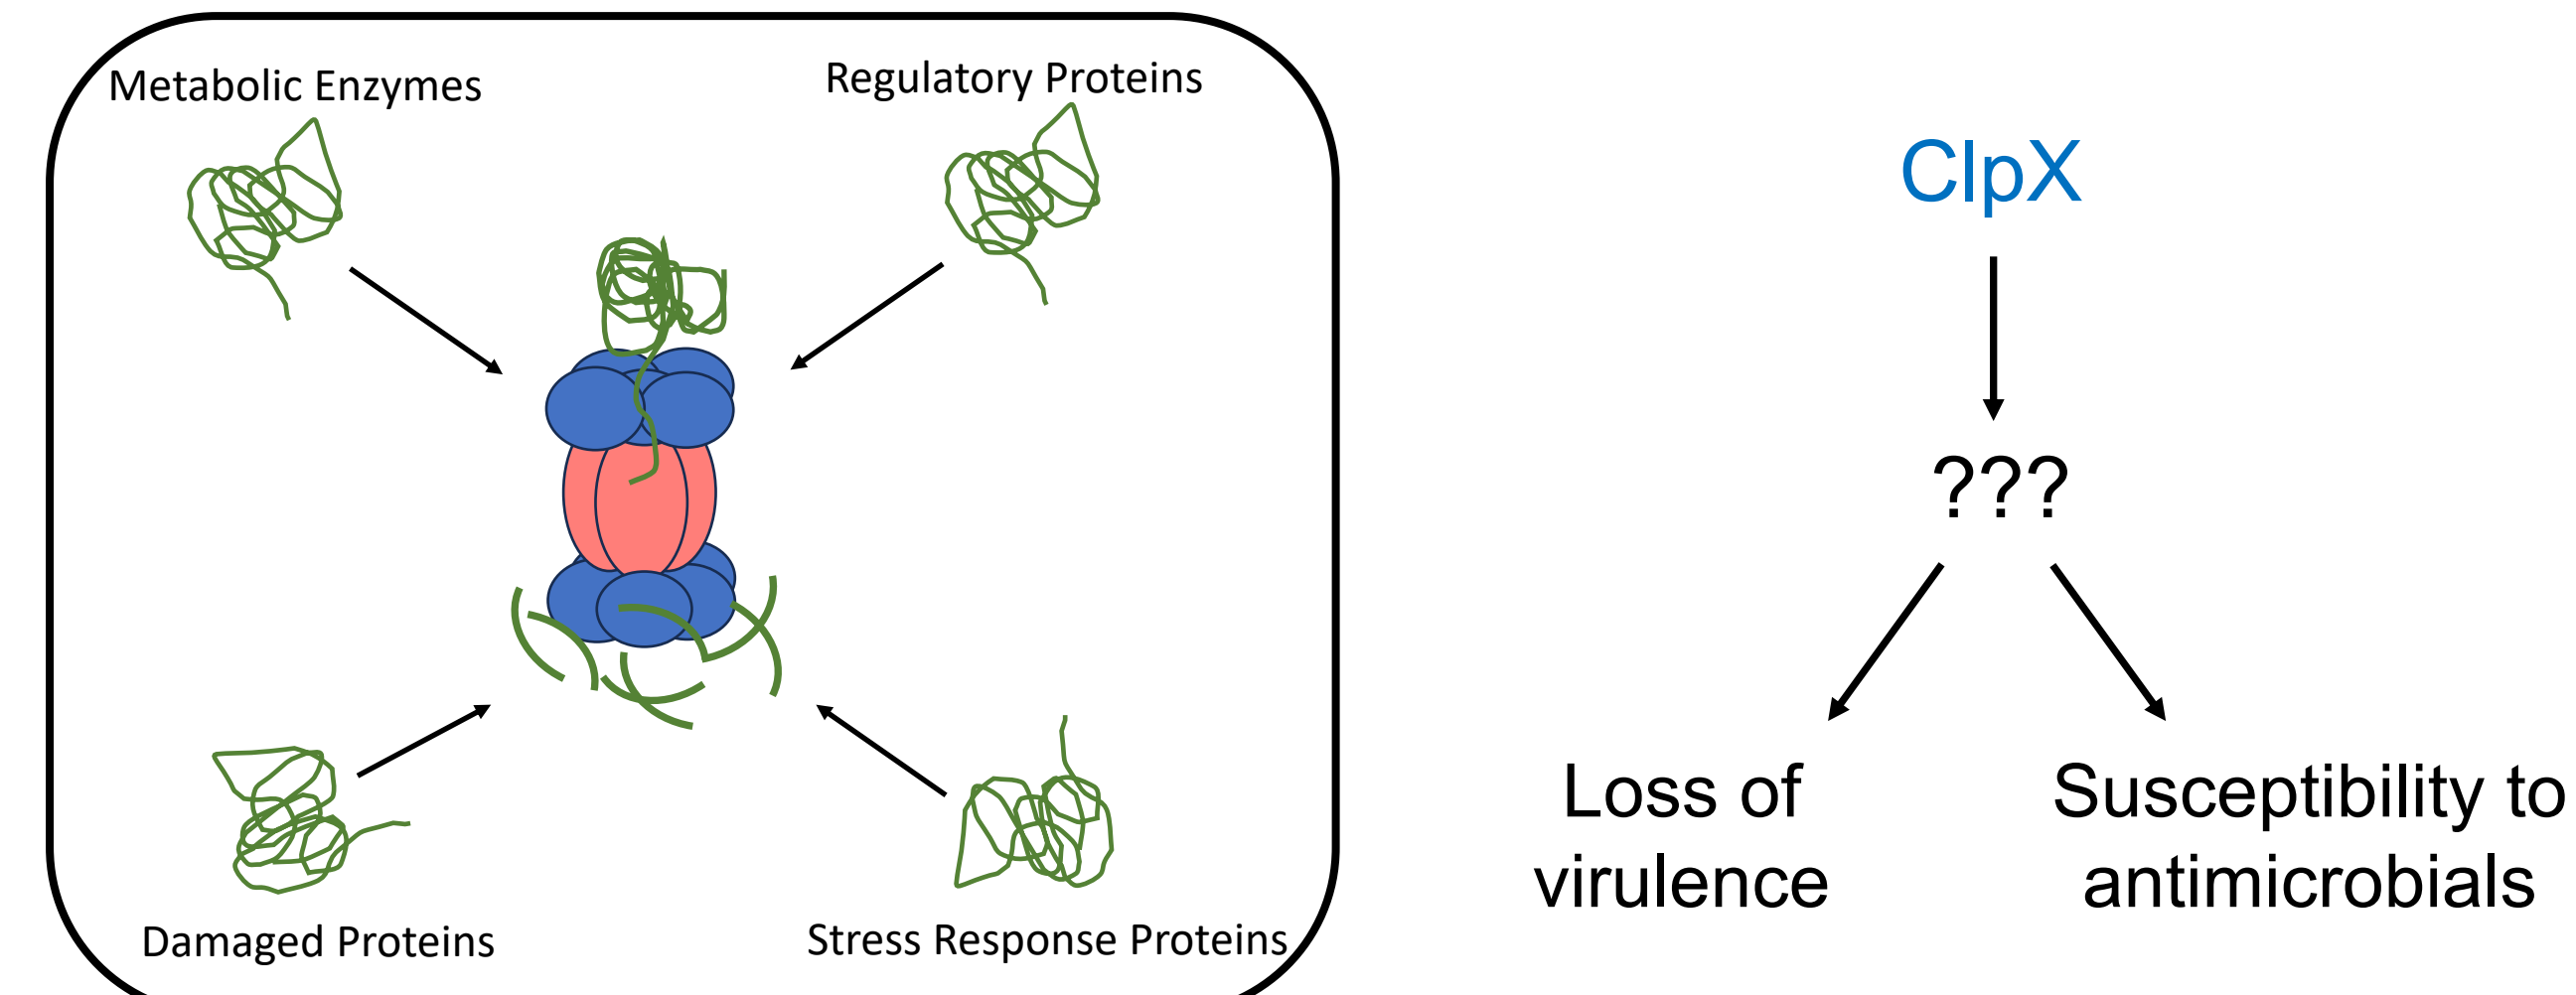 Metabolic Enzymes
Regulatory Proteins
Damaged Proteins
Stress Response Proteins
ClpX
???
Loss of
virulence
Susceptibility to
antimicrobials